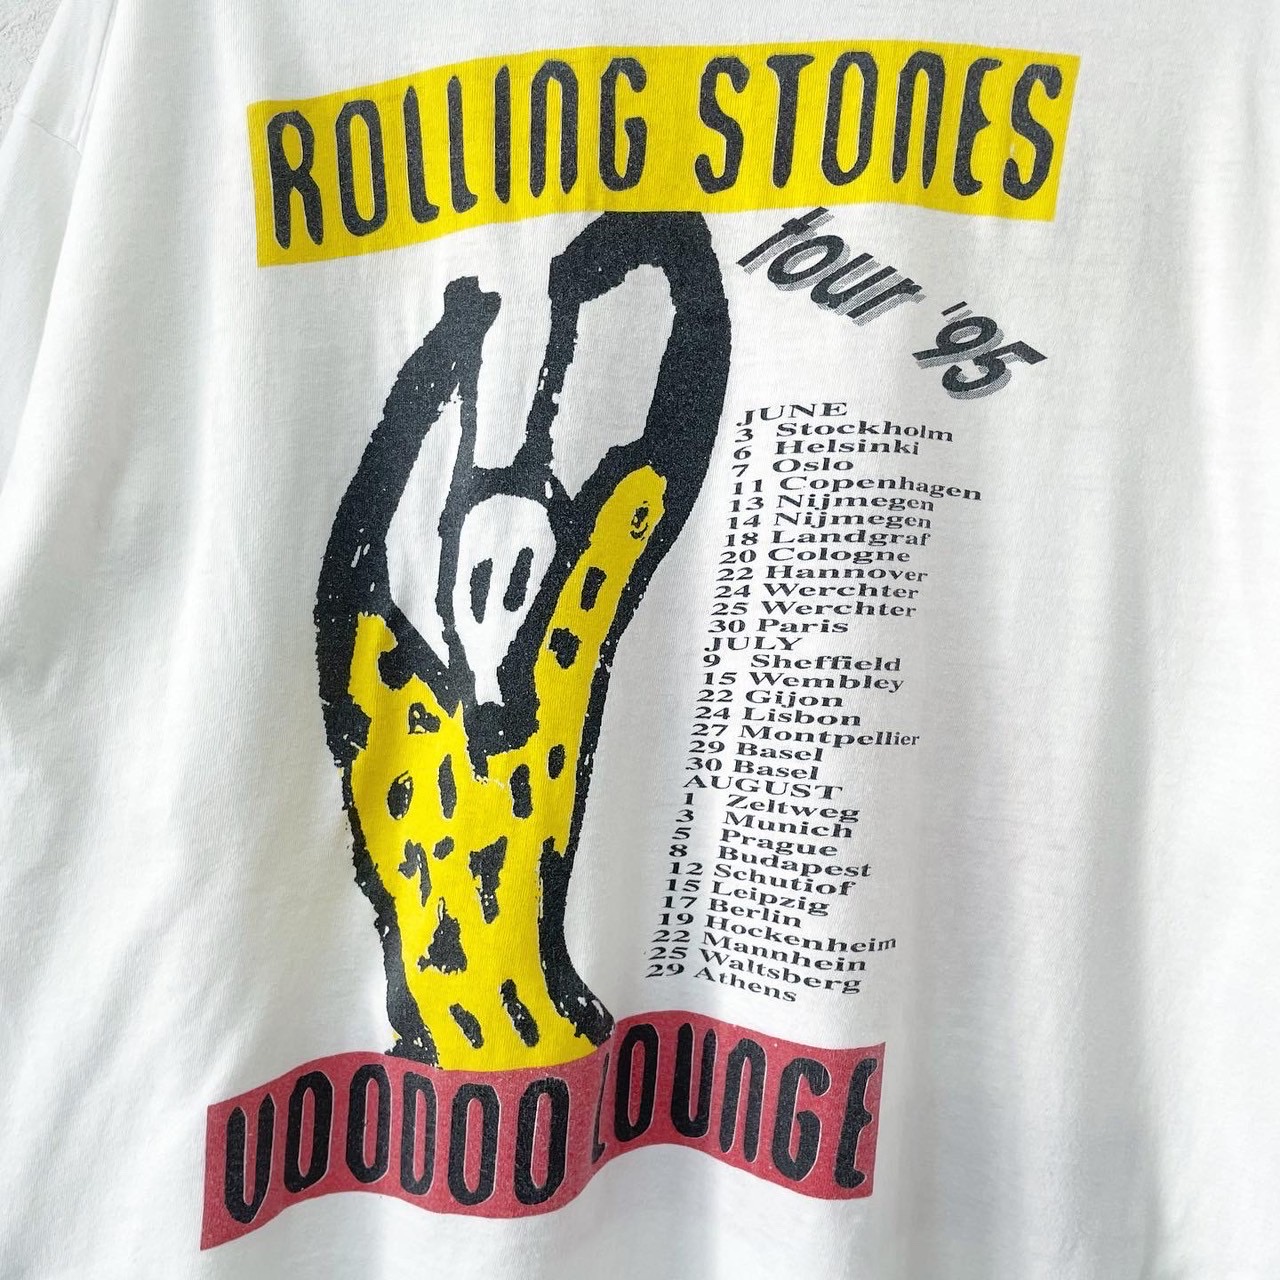 ROLLING STONES
tour '95
JUNE
3 Stockholm
6 Helsinki
7 Oslo
11 Copenhagen
13 Nijmegen
14 Nijmegen
18 Landgraf
20 Cologne
22 Hannover
24 Werchter
25 Werchter
30 Paris
JULY
9 Sheffield
15 Wembley
22 Gijon
24 Lisbon
27 Montpellier
29 Basel
30 Basel
AUGUST
1 Zeltweg
3 Munich
5 Prague
8 Budapest
12 Schutiof
15 Leipzig
17 Berlin
19 Hockenheim
22 Mannhein
25 Waltsberg
29 Athens
VOODOO LOUNGE